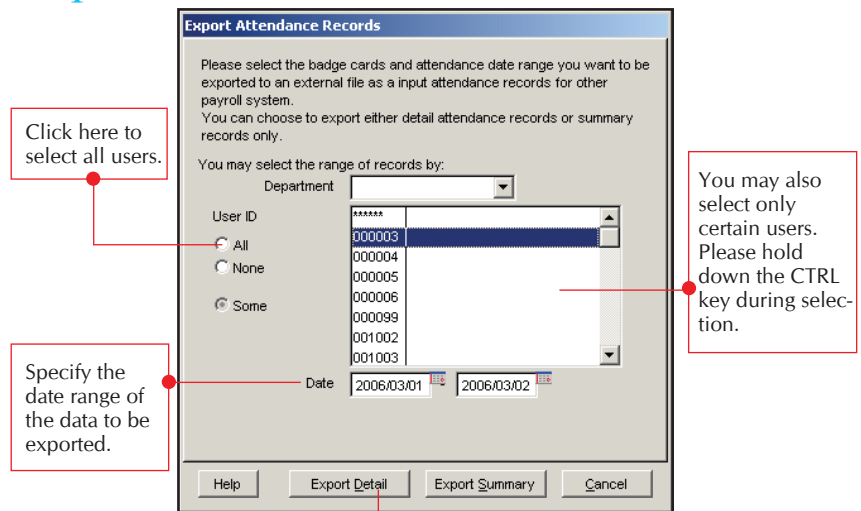 Export Attendance Records
Please select the badge cards and attendance date range you want to be
exported to an external file as a input attendance records for other
payroll system.
You can choose to export either detail attendance records or summary
records only.
You may select the range of records by:
Department
User ID
All
None
Some
******
000003
000004
000005
000006
000099
001002
001003
Date 2006/03/01 2006/03/02
Help Export Detail Export Summary Cancel
Click here to
select all users.
Specify the
date range of
the data to be
exported.
You may also
select only
certain users.
Please hold
down the CTRL
key during selec-
tion.